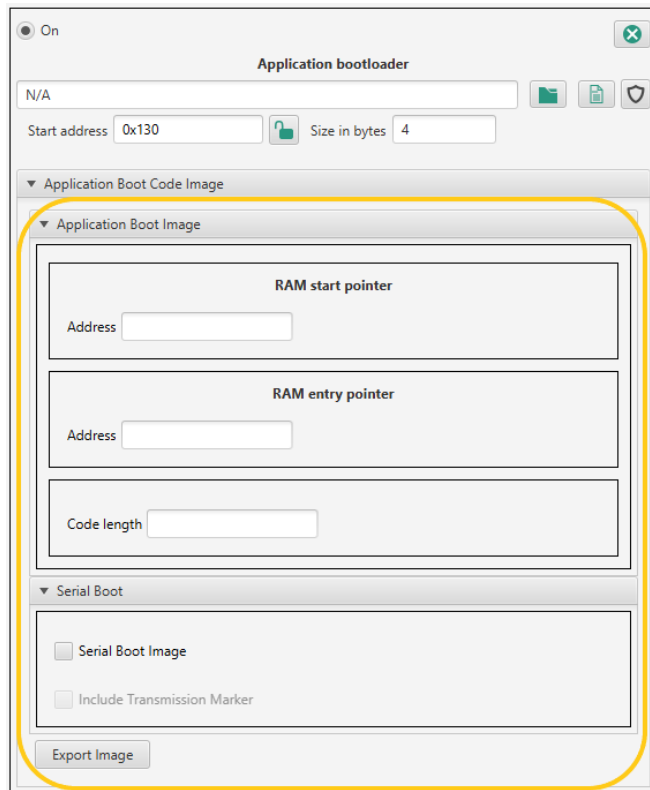 On
Application bootloader
N/A
Start address 0x130 Size in bytes 4
Application Boot Code Image
Application Boot Image
RAM start pointer
Address
RAM entry pointer
Address
Code length
Serial Boot
Serial Boot Image
Include Transmission Marker
Export Image